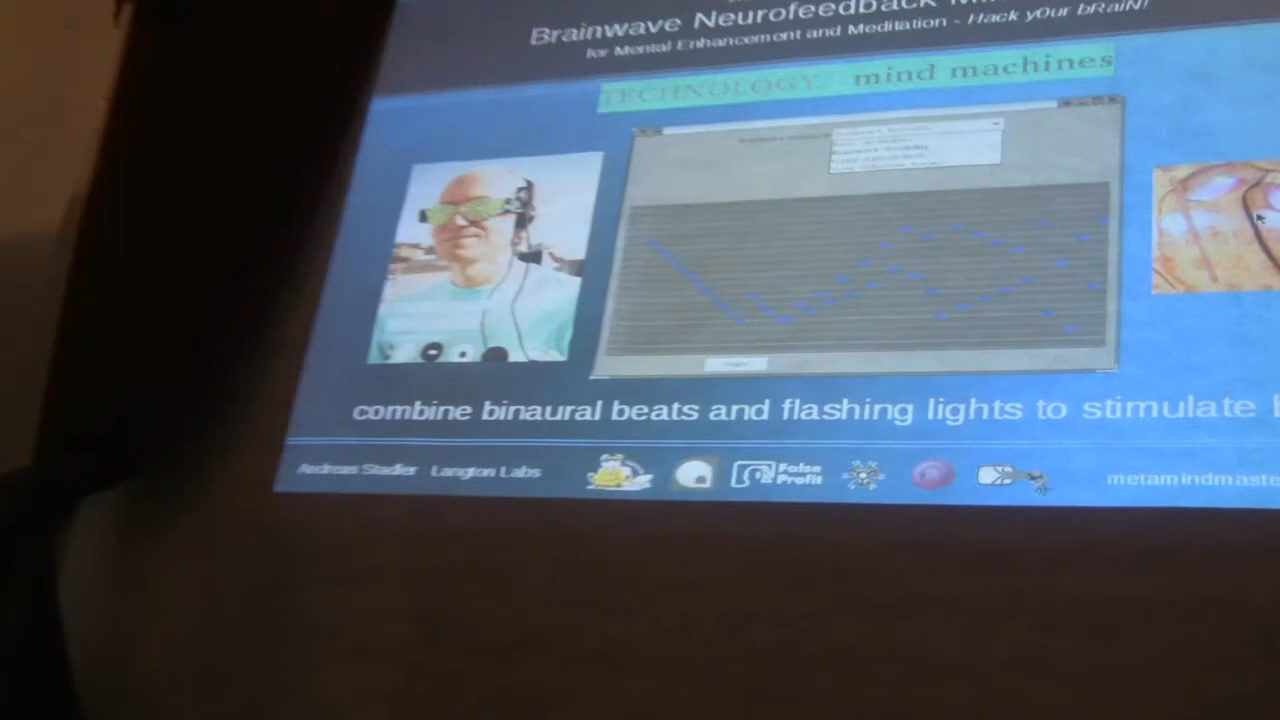 Brainwave Neurofeedback
for Mental Enhancement and Meditation - Hack yOur bRaiN!
TECHNOLOGY: mind machines
combine binaural beats and flashing lights to stimulate
Andreas Stadler Langton Labs
False
Profit
metamindmaste